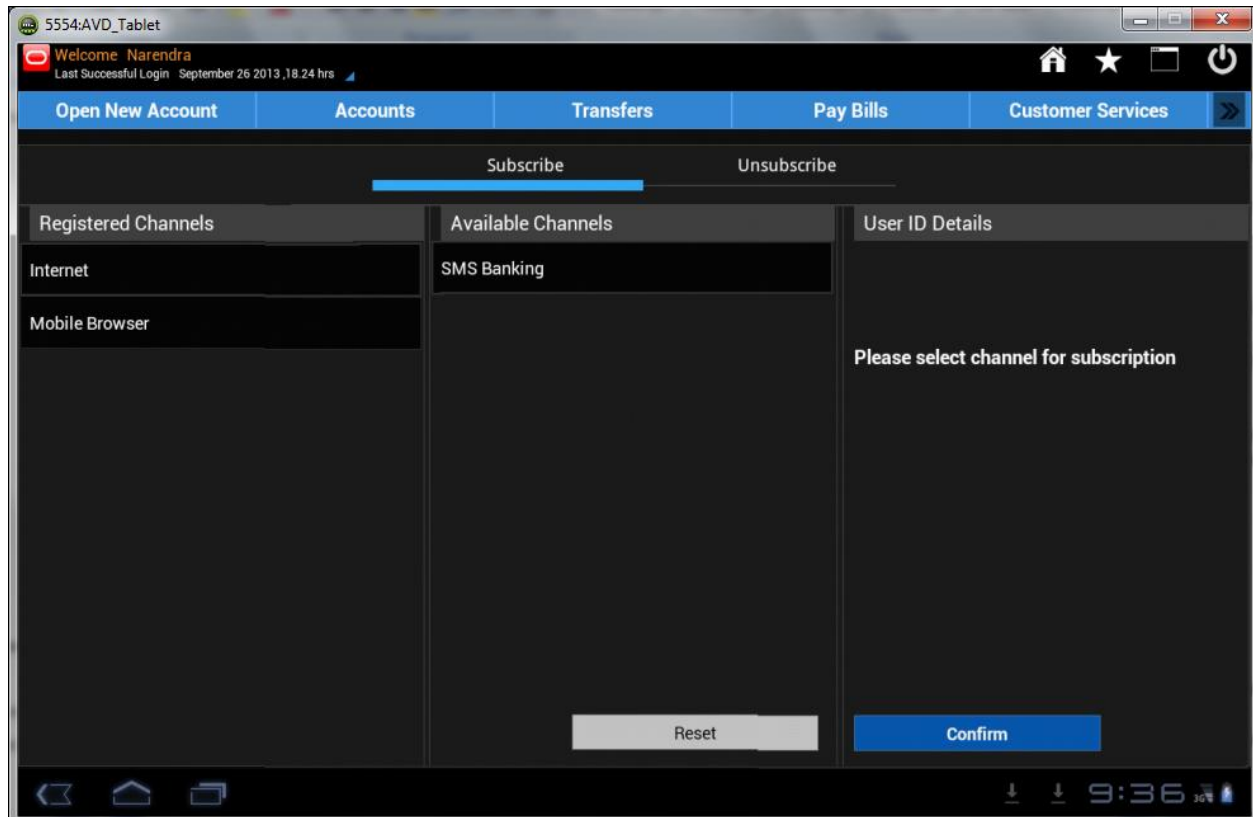 5554:AVD_Tablet
Welcome Narendra
Last Successful Login September 26 2013 ,18.24 hrs
Open New Account Accounts Transfers Pay Bills Customer Services
Subscribe Unsubscribe
Registered Channels Available Channels User ID Details
Internet SMS Banking
Mobile Browser
Please select channel for subscription
Reset Confirm
9:36 3G